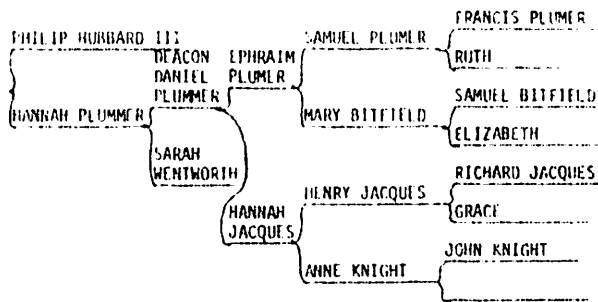 FRANCIS PLUMER
PHILIP HUBBARD III
SAMUEL PLUMER
DEACON
DANIEL
PLUMMER
EPHRAIM
PLUMER
RUTH
SAMUEL BITFIELD
HANNAH PLUMMER
MARY BITFIELD
ELIZABETH
SARAH
WENTWORTH
RICHARD JACQUES
HENRY JACQUES
HANNAH
JACQUES
GRACE
JOHN KNIGHT
ANNE KNIGHT